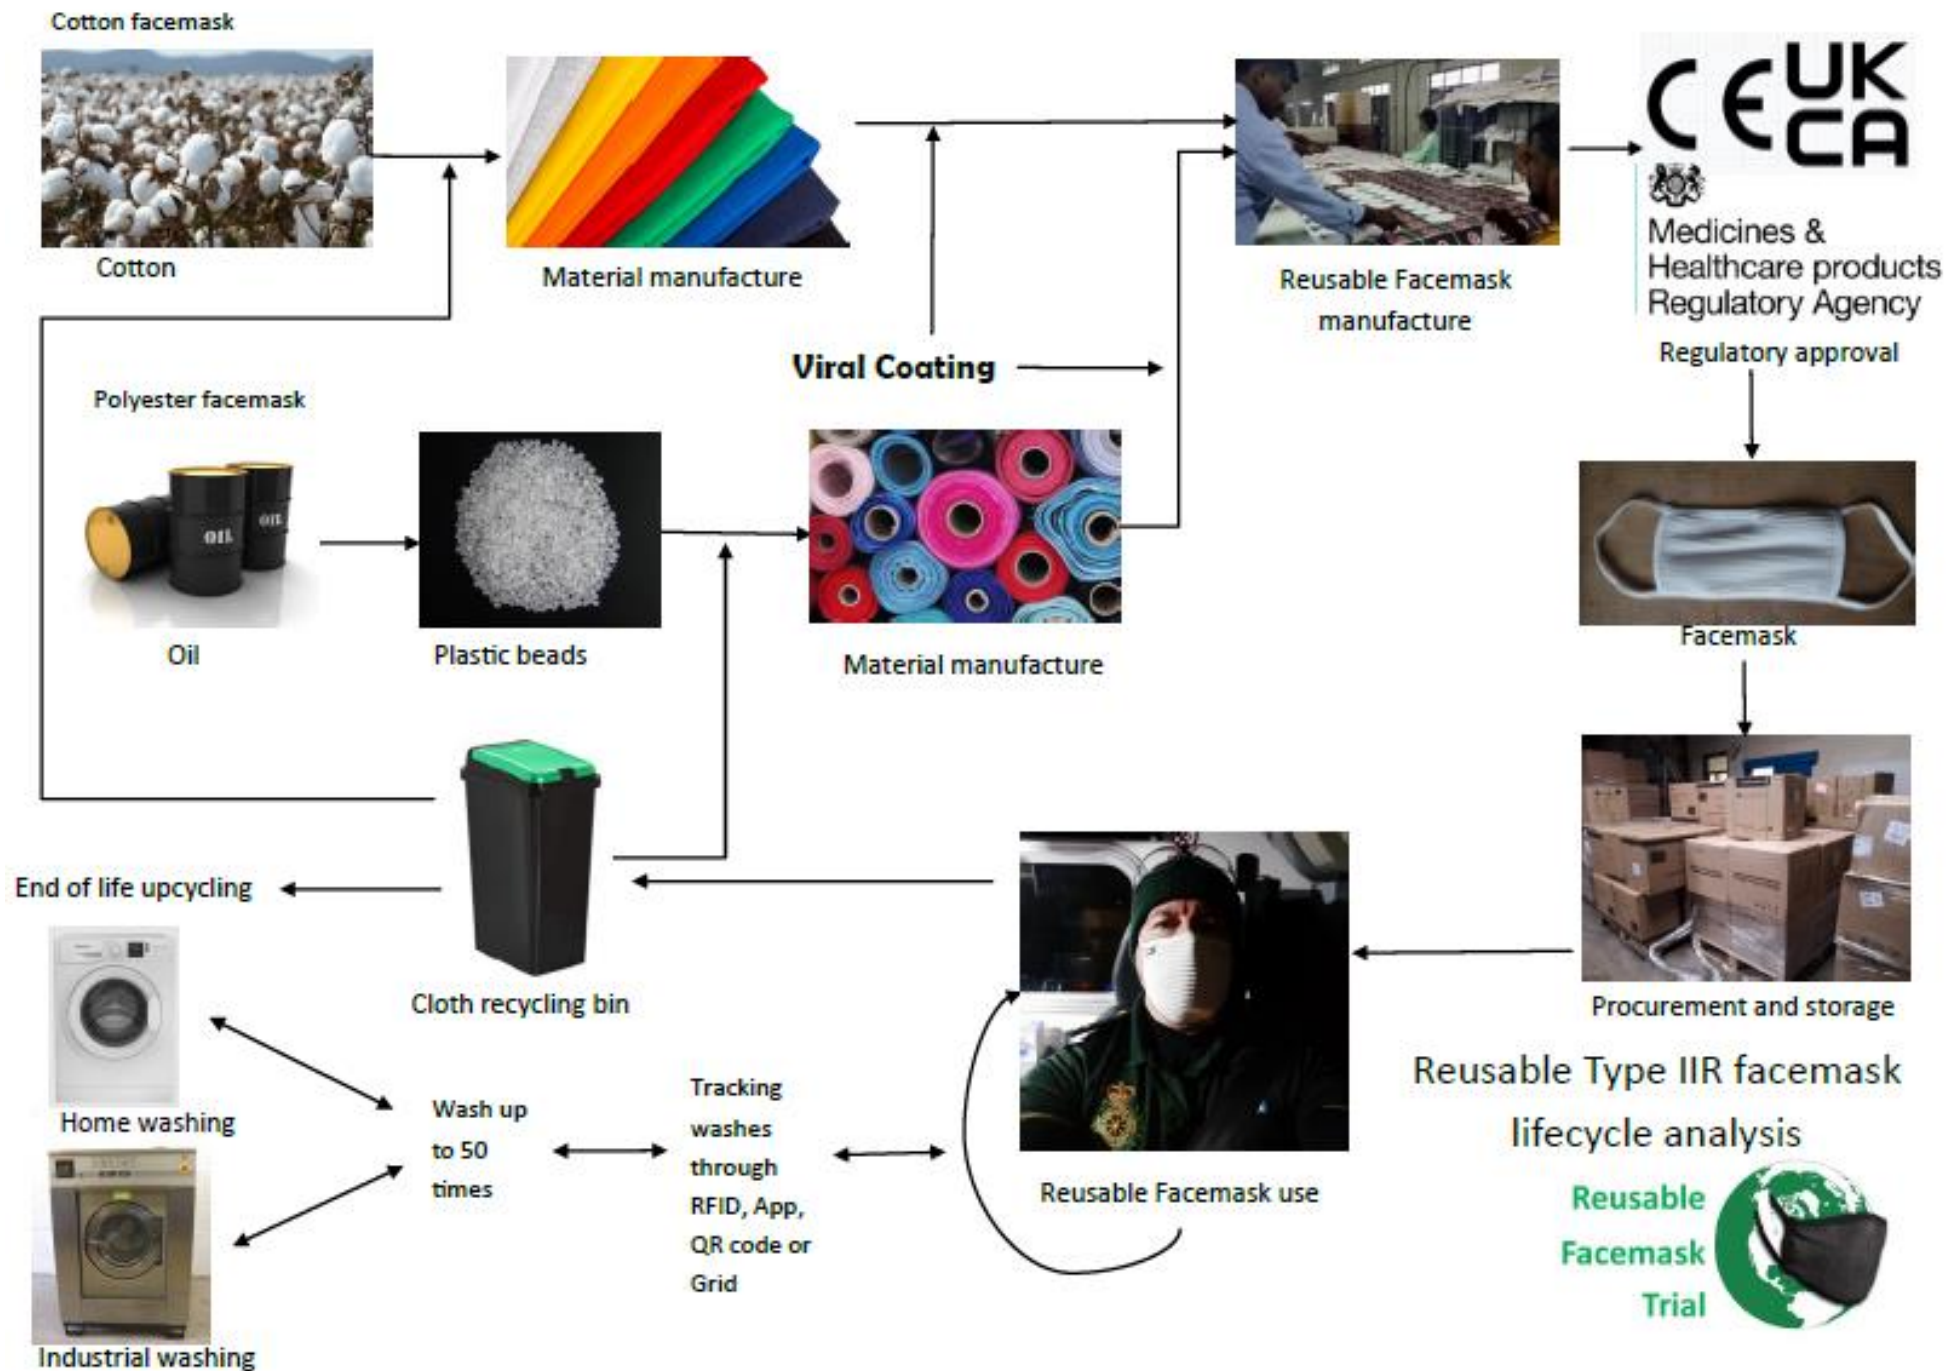 Cotton facemask
Cotton
Material manufacture
Reusable Facemask
manufacture
CE UK
CA
Medicines &
Healthcare products
Regulatory Agency
Regulatory approval
Viral Coating
Polyester facemask
OIL
OIL
Oil
Plastic beads
Material manufacture
Facemask
Procurement and storage
End of life upcycling
Cloth recycling bin
Home washing
Industrial washing
Wash up
to 50
times
Tracking
washes
through
RFID, App,
QR code or
Grid
Reusable Facemask use
Reusable Type IIR facemask
lifecycle analysis
Reusable
Facemask
Trial